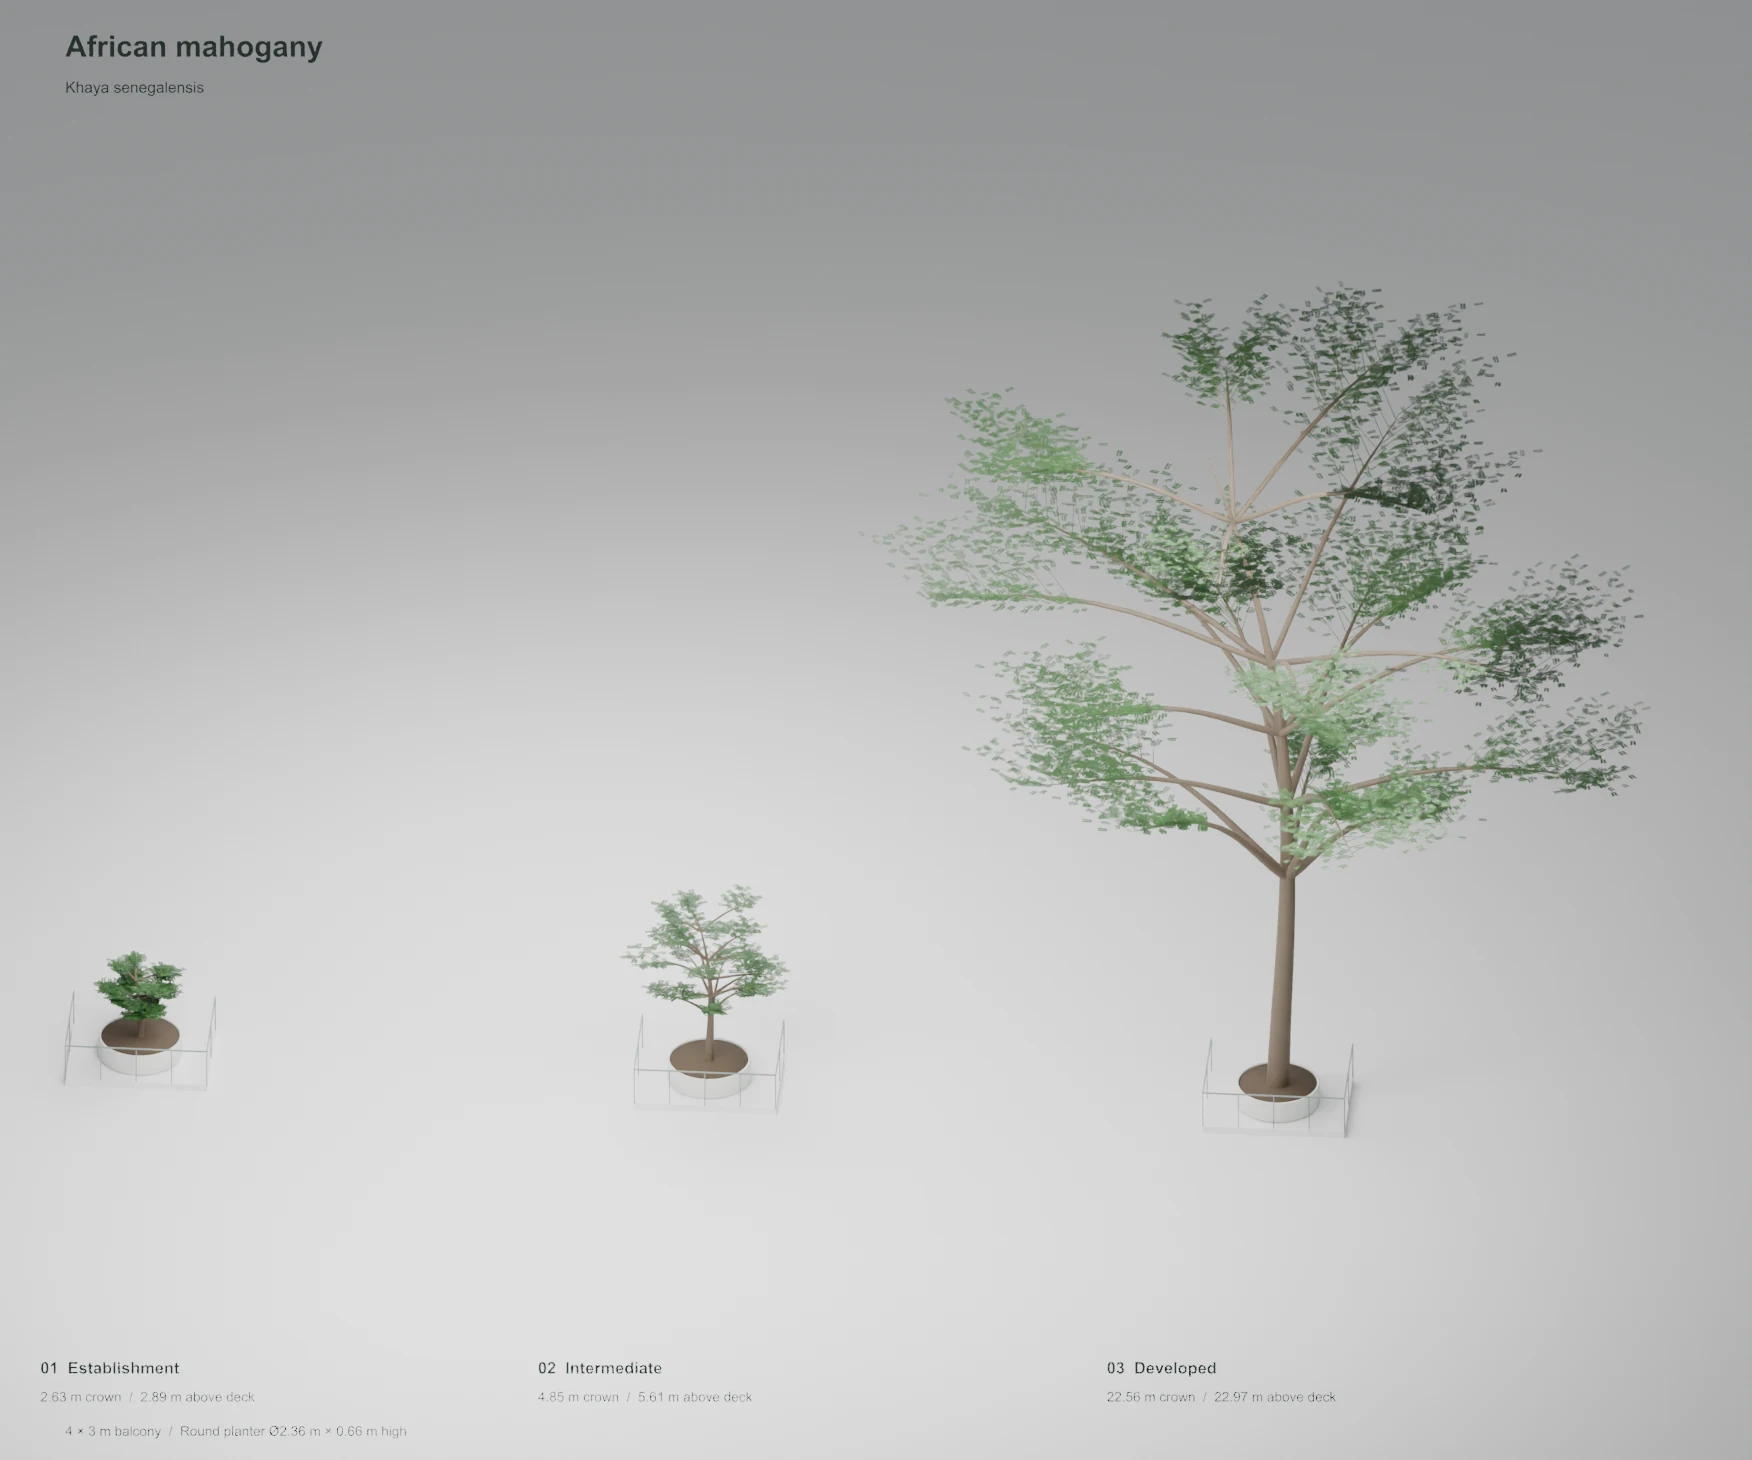 African mahogany
Khaya senegalensis
01 Establishment
2.63 m crown / 2.89 m above deck
02 Intermediate
4.85 m crown / 5.61 m above deck
03 Developed
22.56 m crown / 22.97 m above deck
4 × 3 m balcony / Round planter Ø2.36 m × 0.66 m high